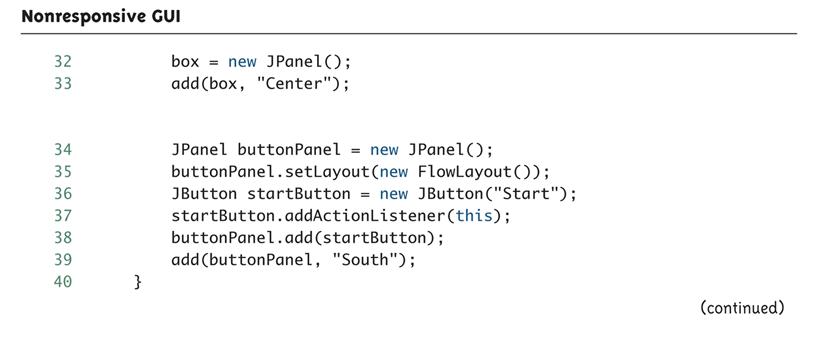 Nonresponsive GUI
32 box = new JPanel();
33 add(box, "Center");
34 JPanel buttonPanel = new JPanel();
35 buttonPanel.setLayout(new FlowLayout());
36 JButton startButton = new JButton("Start");
37 startButton.addActionListener(this);
38 buttonPanel.add(startButton);
39 add(buttonPanel, "South");
40 }
(continued)